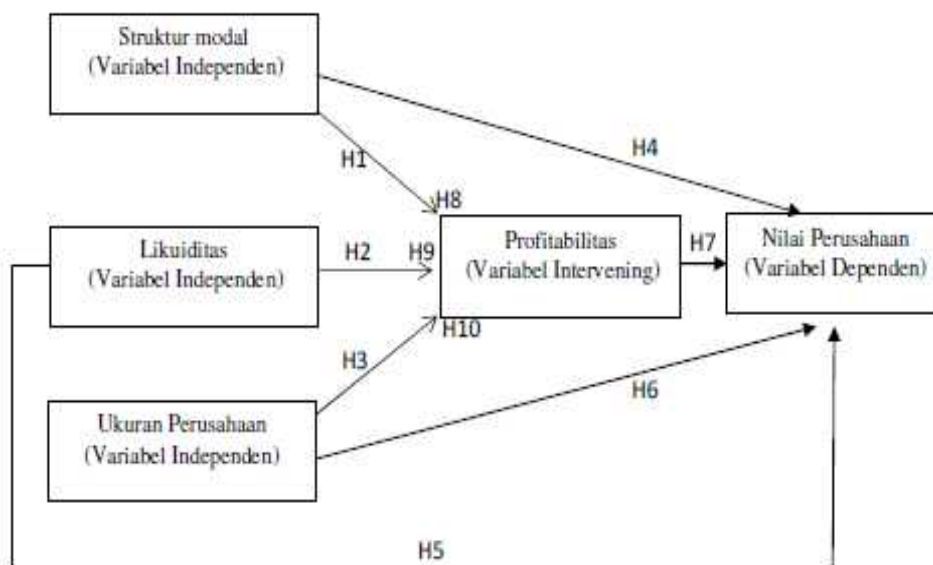 Struktur modal
(Variabel Independen)
H4
H1
H8
Likuiditas
(Variabel Independen)
H2
H9
Profitabilitas
(Variabel Intervening)
H7
Nilai Perusahaan
(Variabel Dependen)
H10
H3
H6
Ukuran Perusahaan
(Variabel Independen)
H5